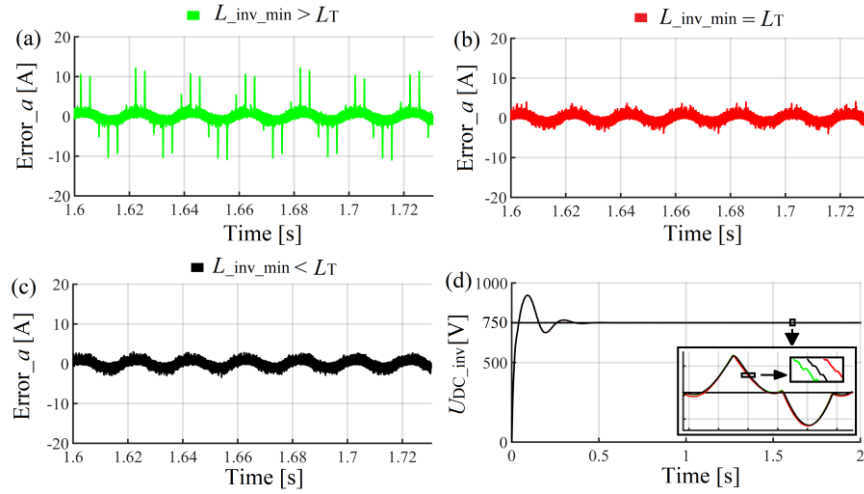 (a)
L_inv_min > LT
20
10
0
-10
-20
Error_a [A]
1.6 1.62 1.64 1.66 1.68 1.7 1.72
Time [s]
(b)
L_inv_min = LT
20
10
0
-10
-20
Error_a [A]
1.6 1.62 1.64 1.66 1.68 1.7 1.72
Time [s]
(c)
L_inv_min < LT
20
10
0
-10
-20
Error_a [A]
1.6 1.62 1.64 1.66 1.68 1.7 1.72
Time [s]
(d)
1000
750
500
0
UDC_inv [V]
0 0.5 1 1.5 2
Time [s]